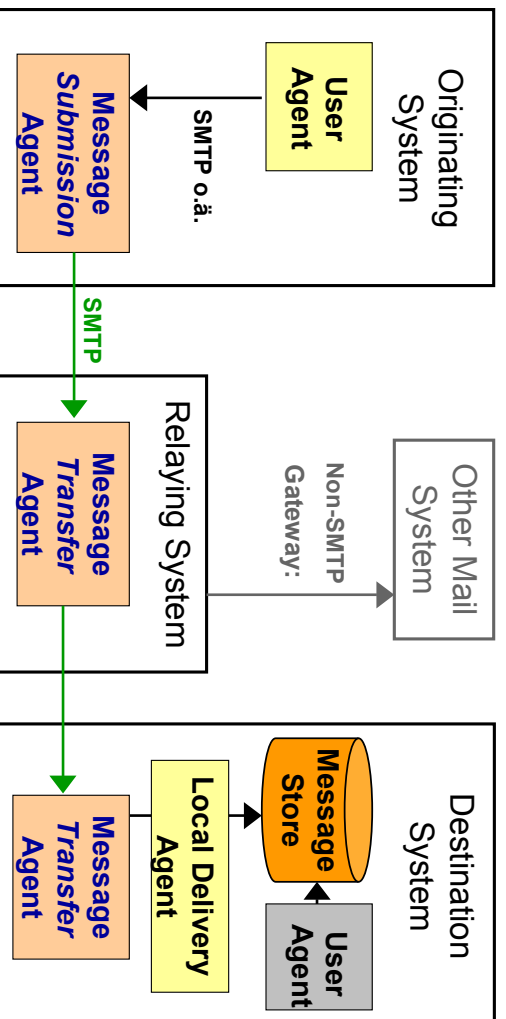 Originating
System
User
Agent
SMTP o.ä.
Message
Submission
Agent
SMTP
Other Mail
System
Non-SMTP
Gateway:
Relaying System
Message
Transfer
Agent
Destination
System
Message
Store
User
Agent
Local Delivery
Agent
Message
Transfer
Agent